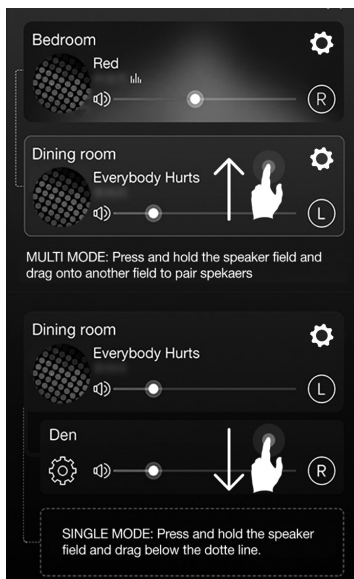 Bedroom
Red
R
Dining room
Everybody Hurts
L
MULTI MODE: Press and hold the speaker field and
drag onto another field to pair spekaers
Dining room
Everybody Hurts
L
Den
R
SINGLE MODE: Press and hold the speaker
field and drag below the dotte line.